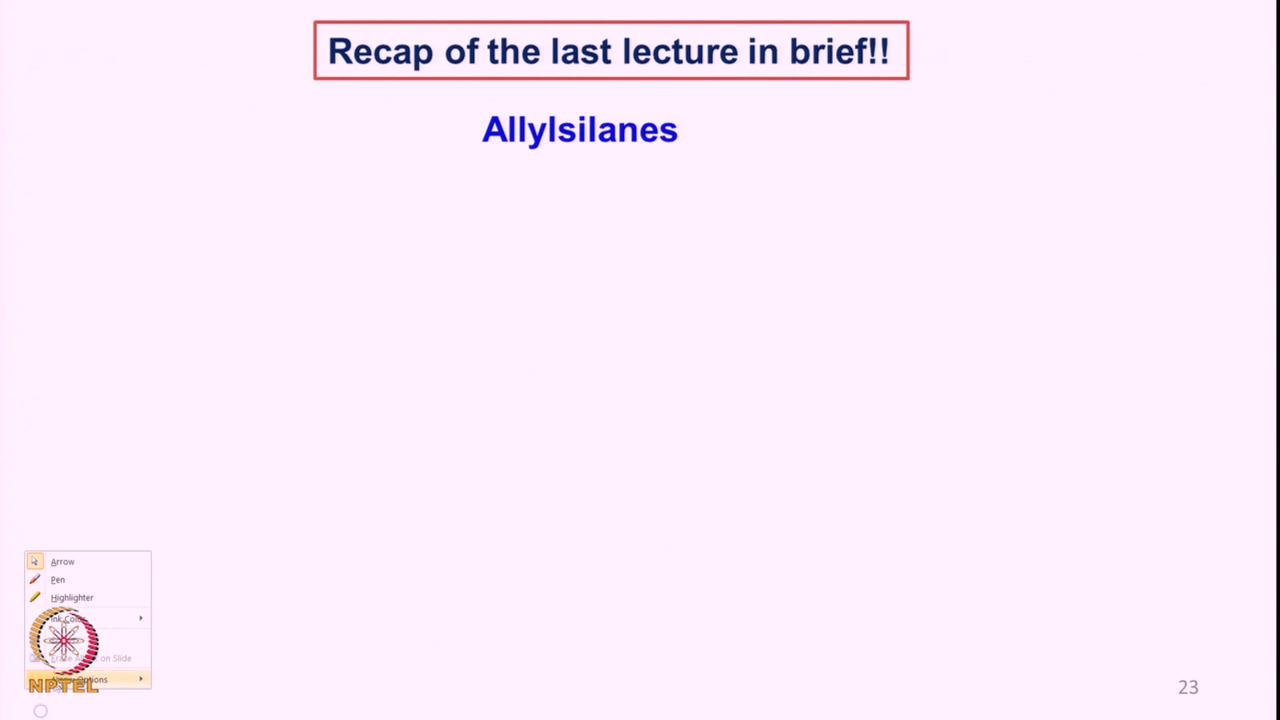 Recap of the last lecture in brief!!
Allylsilanes
Arrow
Pen
Highlighter
Ink Color
on Slide
Options
NPTEL
23